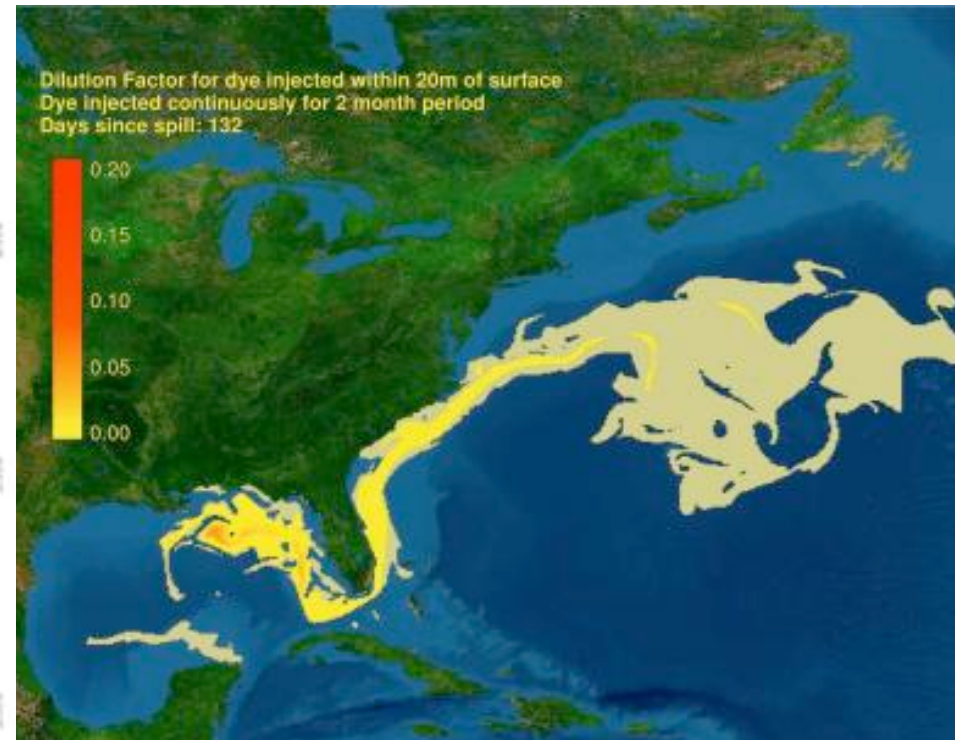 Dilution Factor for dye injected within 20m of surface
Dye injected continuously for 2 month period
Days since spill: 132
0.20
0.15
0.10
0.05
0.00